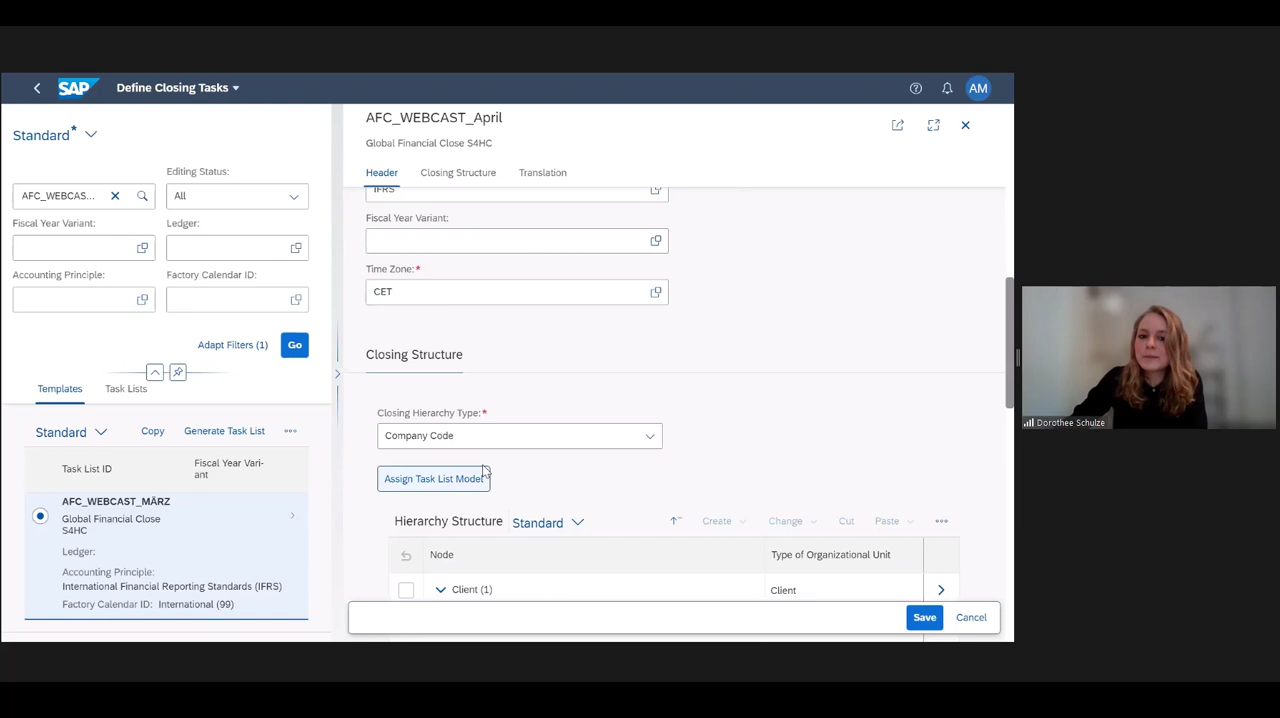 SAP Define Closing Tasks
AM
Standard*
Editing Status:
AFC_WEBCAS...
All
Fiscal Year Variant:
Ledger:
Accounting Principle:
Factory Calendar ID:
Adapt Filters (1)
Go
Templates
Task Lists
Standard
Copy
Generate Task List
Task List ID
Fiscal Year Vari-
ant
AFC_WEBCAST_MÄRZ
Global Financial Close
S4HC
Ledger:
Accounting Principle:
International Financial Reporting Standards (IFRS)
Factory Calendar ID: International (99)
AFC_WEBCAST_April
Global Financial Close S4HC
Header
Closing Structure
Translation
IFRS
Fiscal Year Variant:
Time Zone:*
CET
Closing Structure
Closing Hierarchy Type:*
Company Code
Assign Task List Model
Hierarchy Structure
Standard
Create
Change
Cut
Paste
Node
Type of Organizational Unit
Client (1)
Client
Save
Cancel
Dorothee Schulze